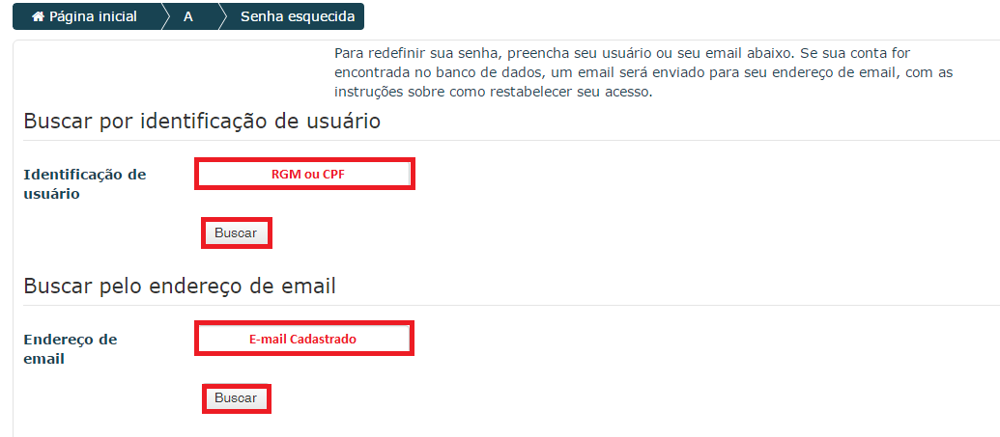 Página inicial A Senha esquecida
Para redefinir sua senha, preencha seu usuário ou seu email abaixo. Se sua conta for
encontrada no banco de dados, um email será enviado para seu endereço de email, com as
instruções sobre como restabelecer seu acesso.
Buscar por identificação de usuário
Identificação de
usuário
RGM ou CPF
Buscar
Buscar pelo endereço de email
Endereço de
email
E-mail Cadastrado
Buscar